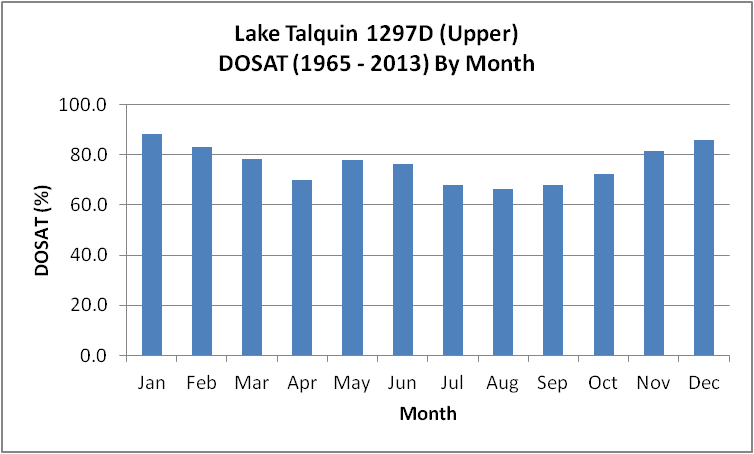 Lake Talquin 1297D (Upper)
DOSAT (1965 - 2013) By Month
100.0
80.0
60.0
40.0
20.0
0.0
DOSAT (%)
Jan Feb Mar Apr May Jun Jul Aug Sep Oct Nov Dec
Month